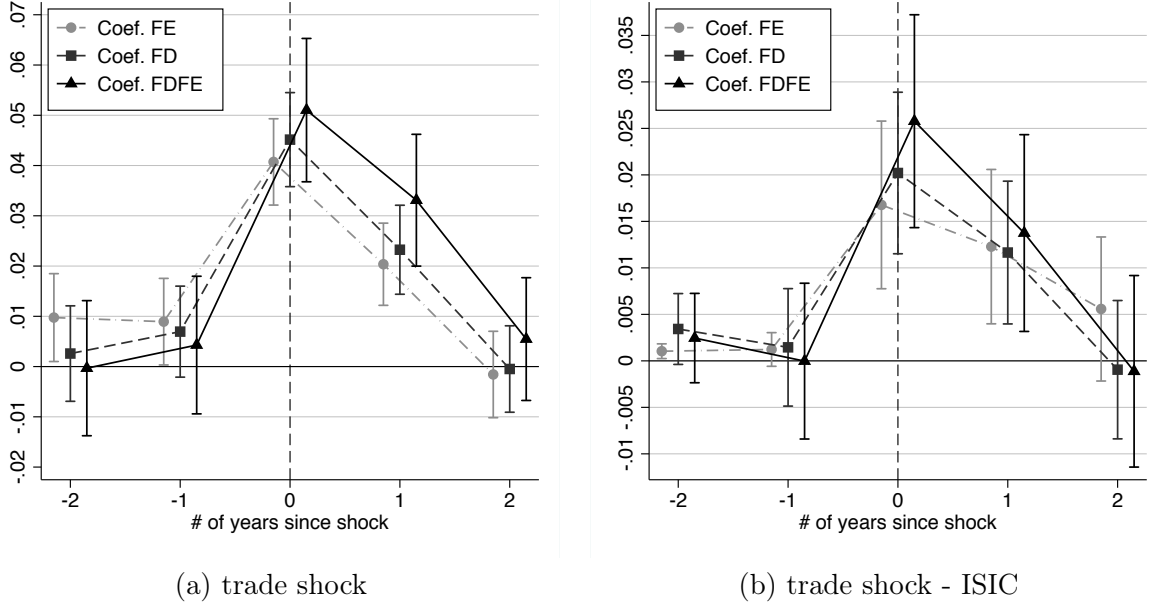 .07
.06
.05
.04
.03
.02
.01
0
-.01
-.02
Coef. FE
Coef. FD
Coef. FDFE
-2 -1 0 1 2
# of years since shock
(a) trade shock
.035
.03
.025
.02
.015
.01
.005
0
-.005
-.01
Coef. FE
Coef. FD
Coef. FDFE
-2 -1 0 1 2
# of years since shock
(b) trade shock - ISIC